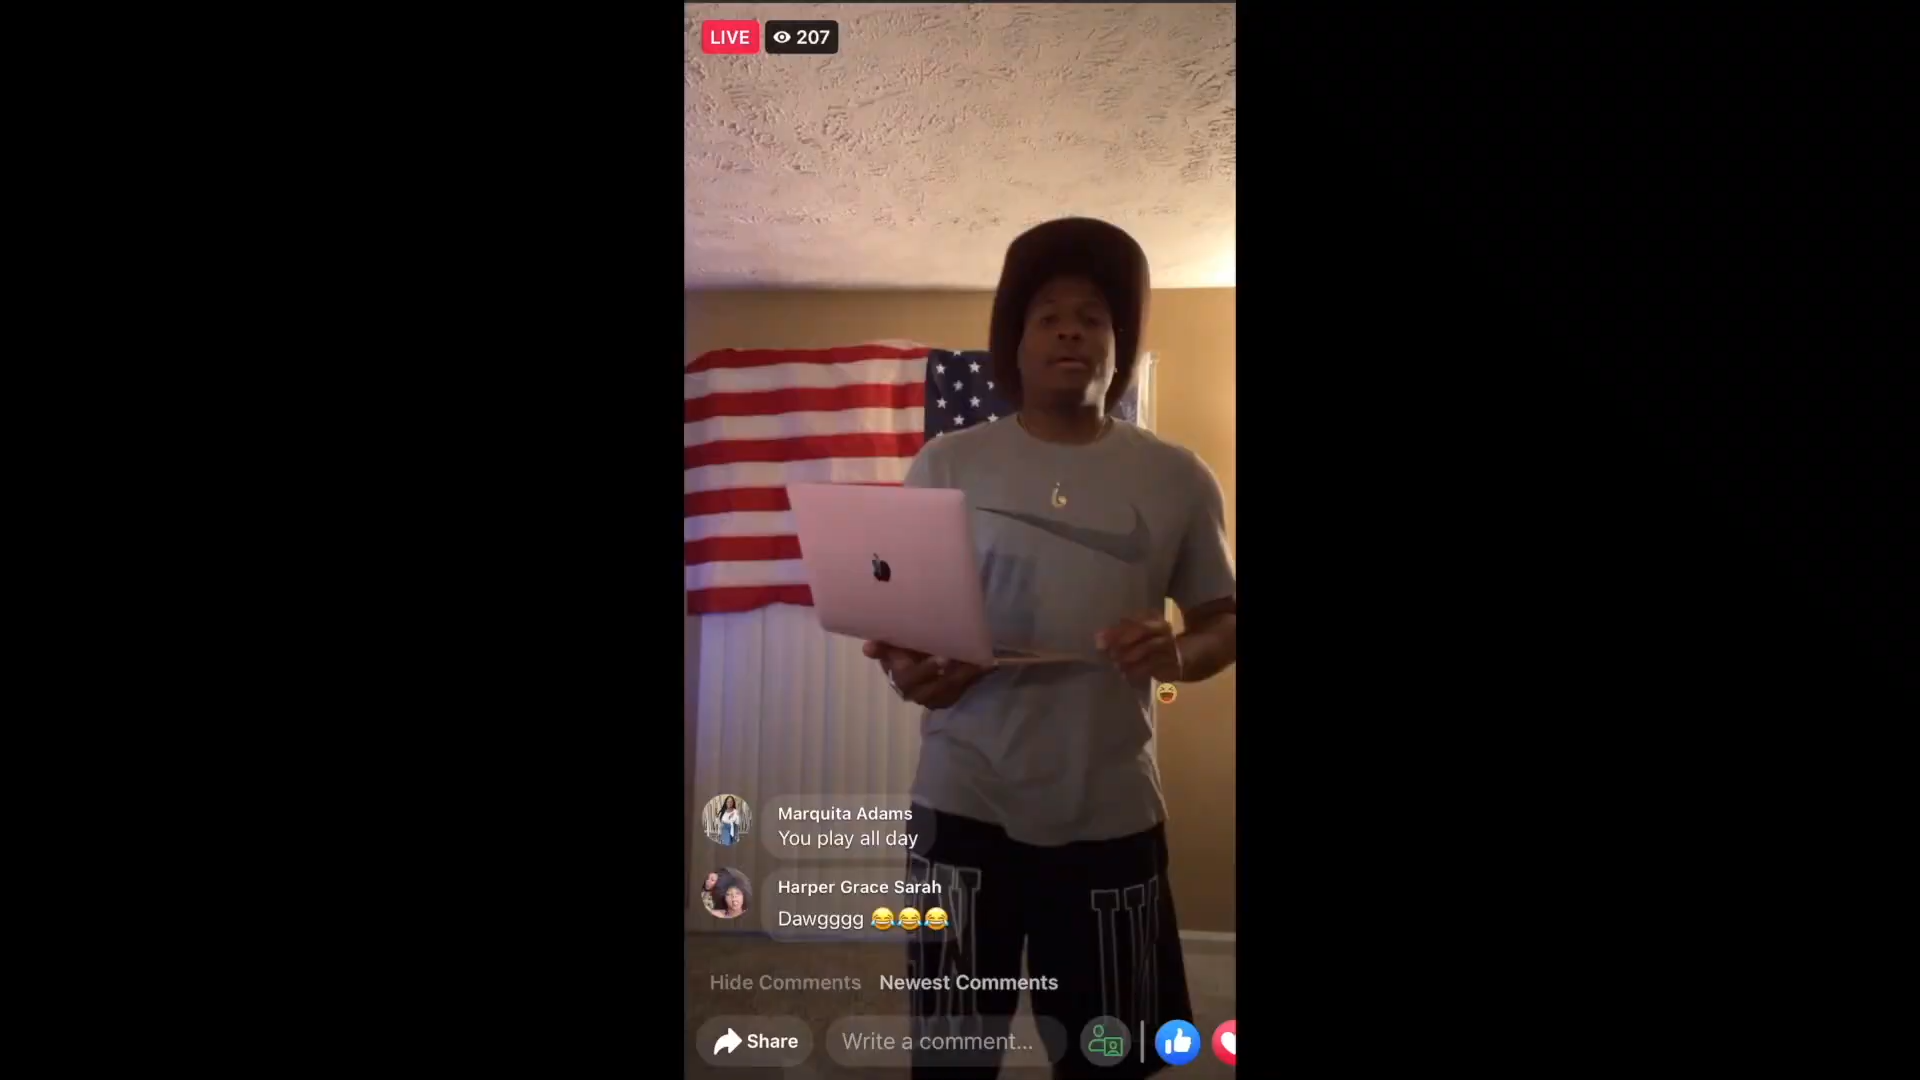 LIVE 207
Marquita Adams
You play all day
Harper Grace Sarah
Dawgggg 😂😂😂
Hide Comments Newest Comments
Share Write a comment...